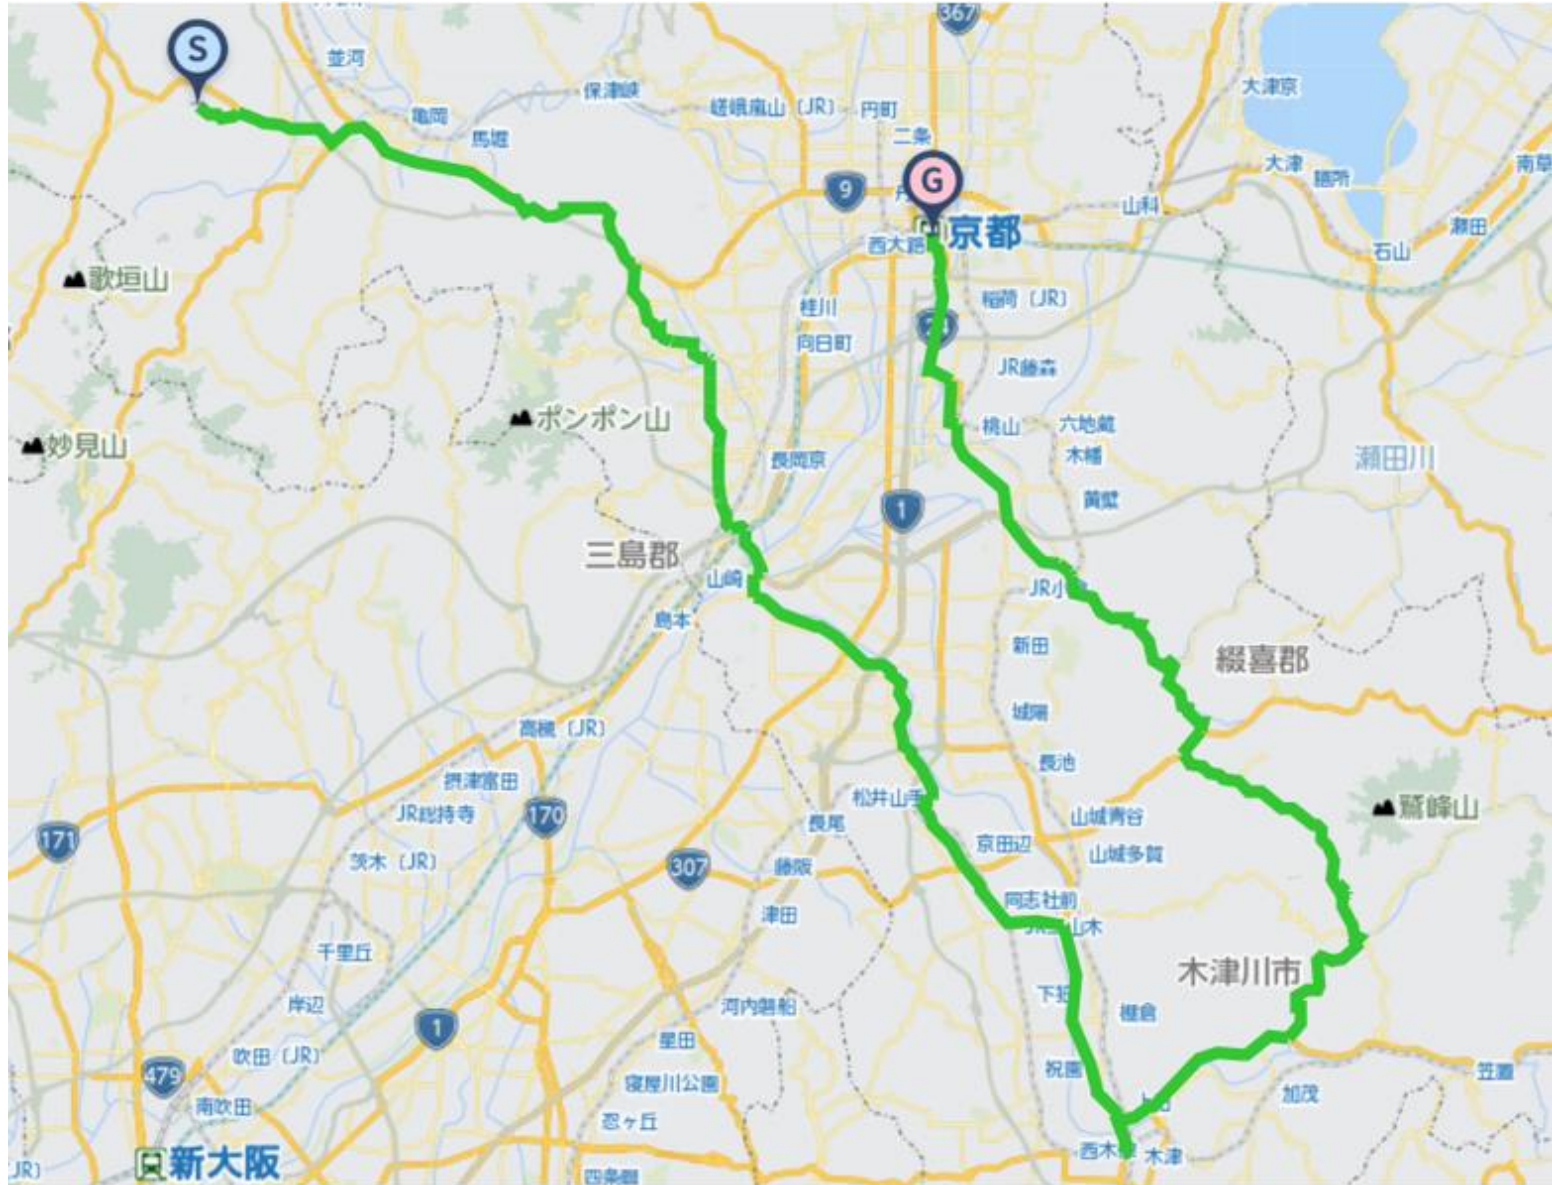 367
S
並河
保津峡
大津京
亀岡
嵯峨嵐山〔JR〕
円町
馬堀
二条
大津
膳所
南草
G
9
山科
京都
西大路
瀬田
石山
歌垣山
桂川
稲荷〔JR〕
向日町
JR藤森
ポンポン山
桃山
六地蔵
妙見山
木幡
長岡京
瀬田川
黄檗
1
三島郡
山崎
JR小
島本
新田
綴喜郡
城陽
高槻〔JR〕
長池
摂津富田
松井山手
鷲峰山
JR総持寺
170
長尾
山城青谷
171
京田辺
山城多賀
茨木〔JR〕
307
藤阪
同志社前
津田
山木
千里丘
木津川市
下狛
岸辺
河内磐船
棚倉
1
星田
吹田〔JR〕
祝園
笠置
479
寝屋川公園
加茂
南吹田
忍ケ丘
西木
木津
新大阪
JR〕
四条畷